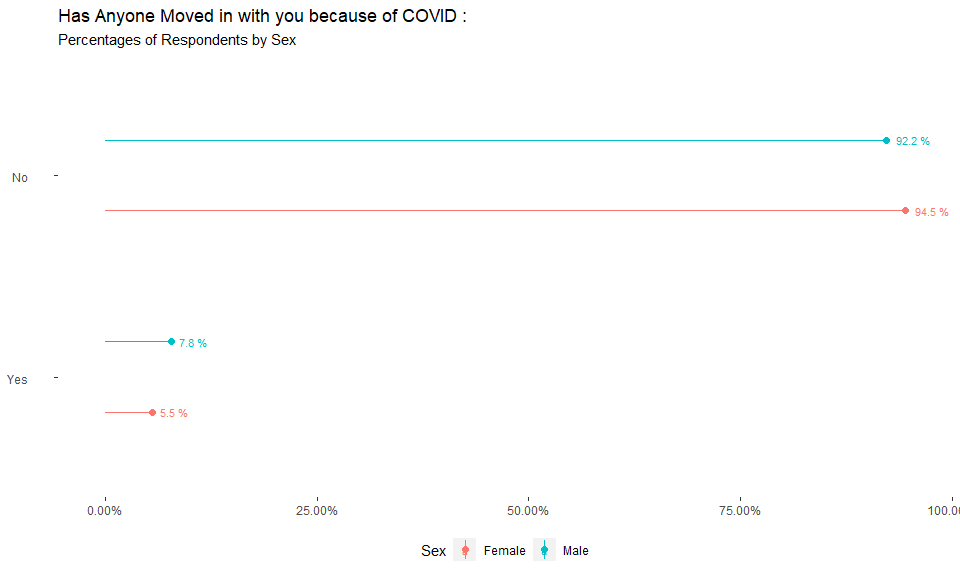 Has Anyone Moved in with you because of COVID :
Percentages of Respondents by Sex
92.2 %
No
94.5 %
7.8 %
Yes
5.5 %
0.00% 25.00% 50.00% 75.00% 100.0
Sex Female Male